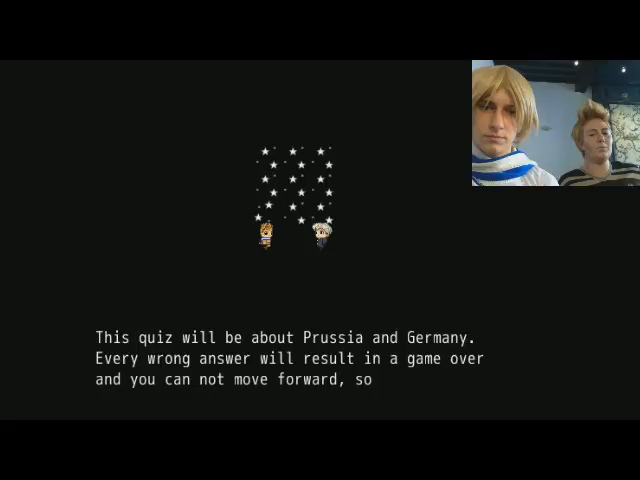 This quiz will be about Prussia and Germany.
Every wrong answer will result in a game over
and you can not move forward, so